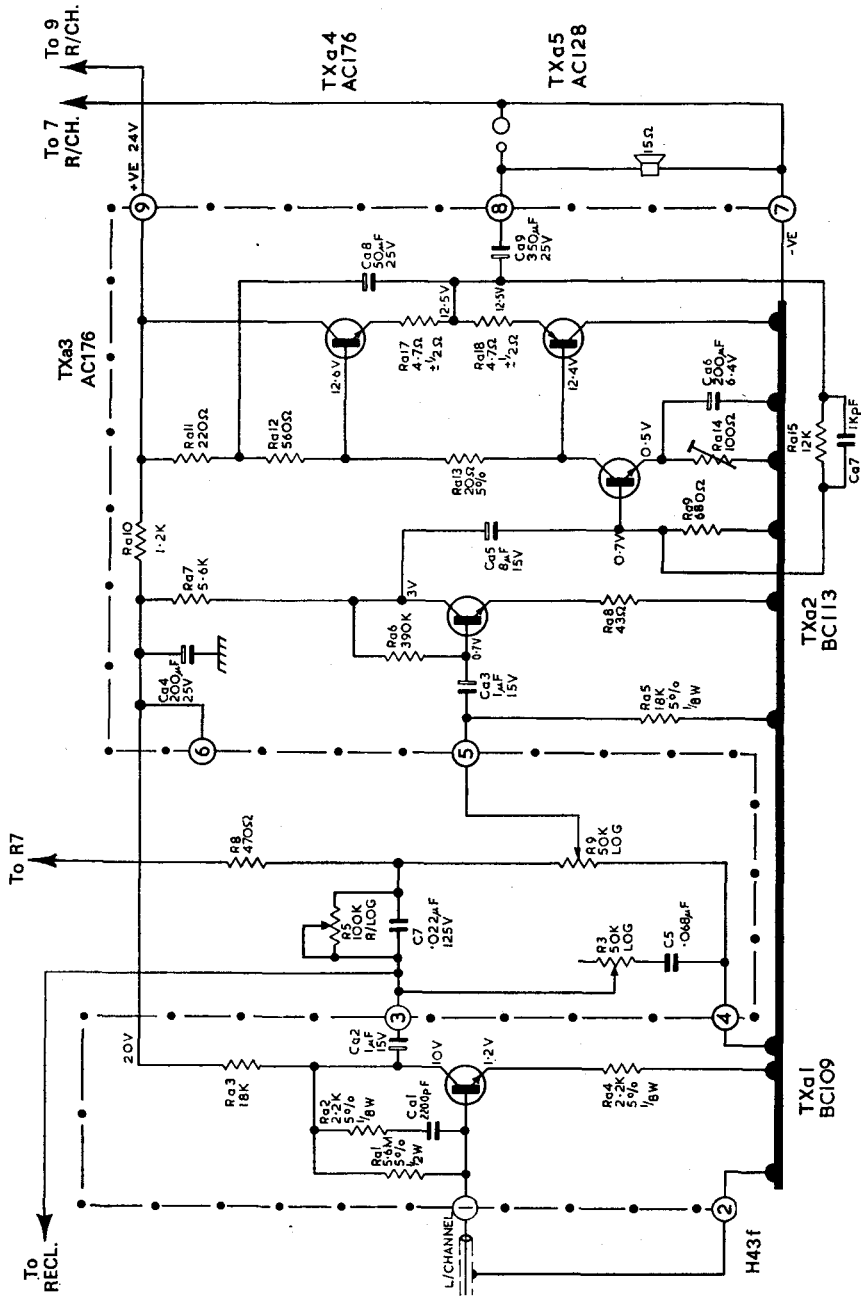 To
RECL.
To R7
To 7
R/CH.
To 9
R/CH.
TXa3
AC176
TXa4
AC176
TXa5
AC128
20V
+VE 24V
9
Ra3
18K
Ra2
2·2K
5%
1/8W
Ra1
5·6M
5%
1/2W
Ca1
2200pF
Ca2
1µF
15V
10V
1·2V
Ra4
2·2K
5%
1/8W
L/CHANNEL
1
2
3
4
H43f
TXa1
BC109
R5
100K
R/LOG
C7
·022µF
125V
R8
470Ω
R3
50K
LOG
C5
·068µF
R9
50K
LOG
5
6
Ca4
200µF
25V
Ra10
1·2K
Ra7
5·6K
Ra6
390K
3V
0·7V
Ca3
1µF
15V
Ra5
18K
5%
1/8W
Ra8
43Ω
TXa2
BC113
Ca5
8µF
15V
0·7V
Ra9
680Ω
Ra11
220Ω
Ra12
560Ω
Ra13
20Ω
5%
0·5V
Ra14
100Ω
Ca6
200µF
6·4V
Ra15
12K
1KpF
Ca7
12·6V
Ra17
4·7Ω
±1/2Ω
12·5V
Ra18
4·7Ω
±1/2Ω
12·5V
12·4V
Ca8
50µF
25V
Ca9
350µF
25V
8
15Ω
7
-VE